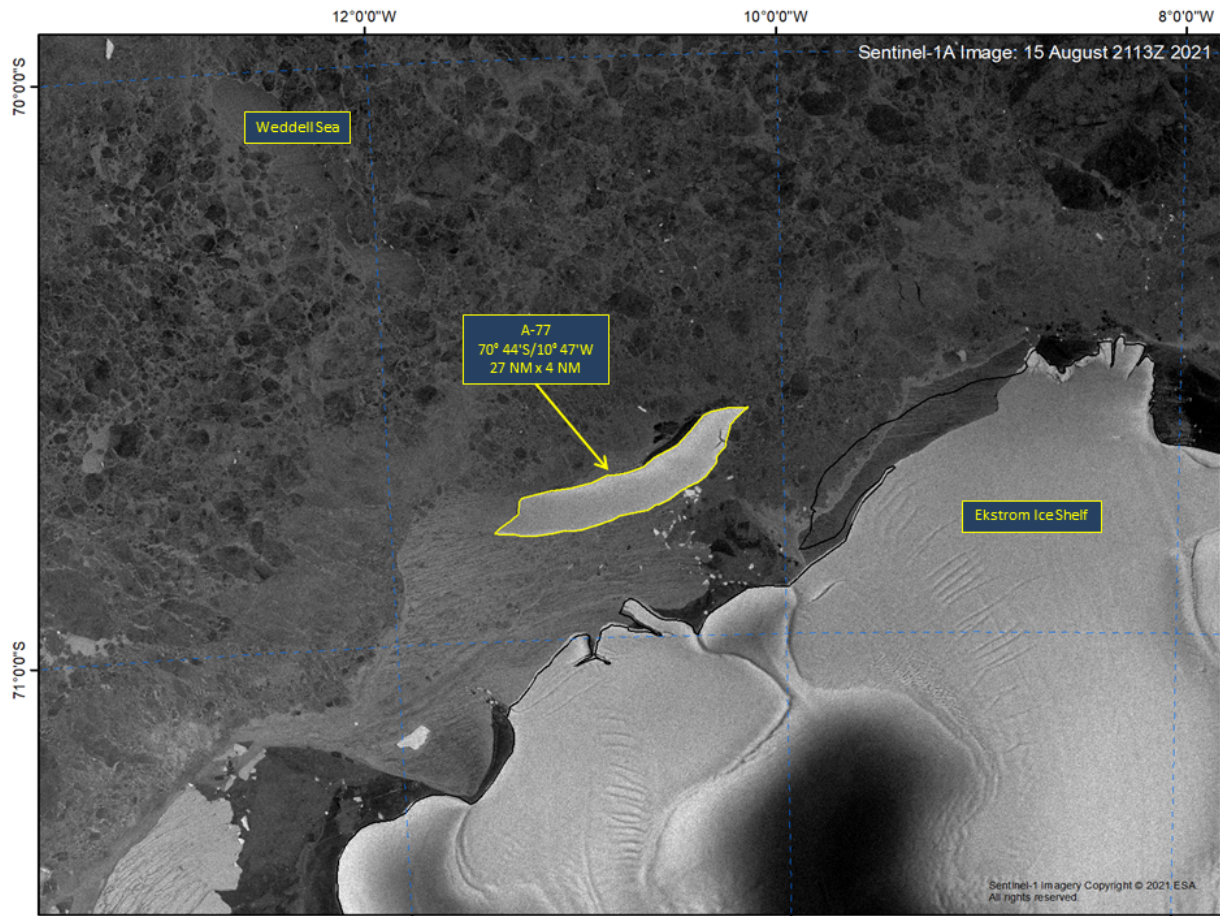 12°0'0"W
10°0'0"W
8°0'0"W
Sentinel-1A Image: 15 August 2113Z 2021
70°0'0"S
Weddell Sea
A-77
70° 44'S/10° 47'W
27 NM x 4 NM
Ekstrom Ice Shelf
71°0'0"S
Sentinel-1 Imagery Copyright © 2021 ESA.
All rights reserved.